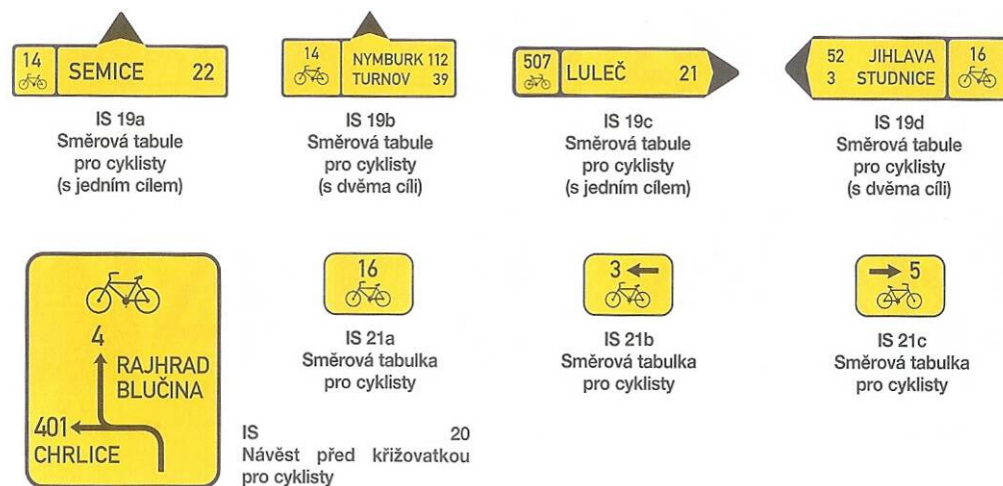 14
SEMICE 22
IS 19a
Směrová tabule
pro cyklisty
(s jedním cílem)
14
NYMBURK 112
TURNOV 39
IS 19b
Směrová tabule
pro cyklisty
(s dvěma cíli)
507
LULEČ 21
IS 19c
Směrová tabule
pro cyklisty
(s jedním cílem)
52 JIHLAVA
3 STUDNICE
16
IS 19d
Směrová tabule
pro cyklisty
(s dvěma cíli)
4
RAJHRAD
BLUČINA
401
CHRLICE
IS 20
Návěst před křižovatkou
pro cyklisty
16
IS 21a
Směrová tabulka
pro cyklisty
3
IS 21b
Směrová tabulka
pro cyklisty
5
IS 21c
Směrová tabulka
pro cyklisty